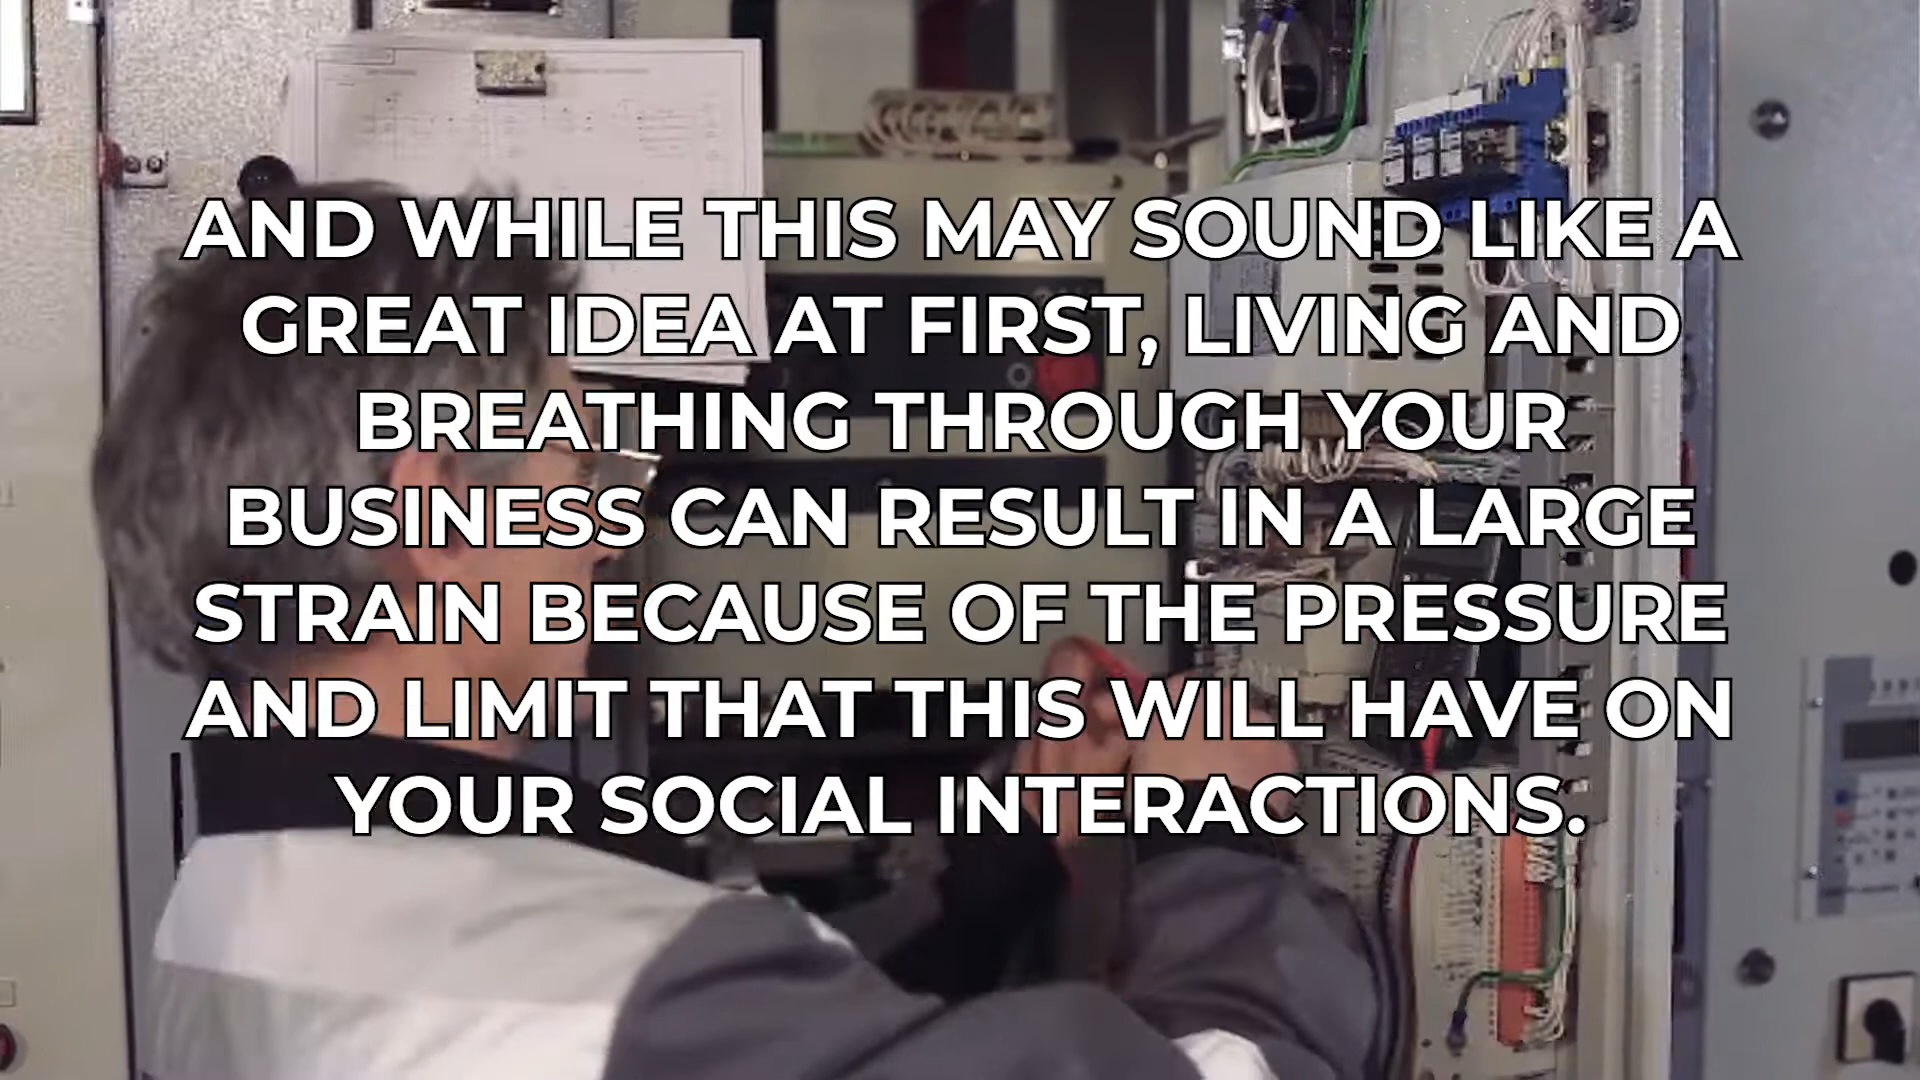 AND WHILE THIS MAY SOUND LIKE A
GREAT IDEA AT FIRST, LIVING AND
BREATHING THROUGH YOUR
BUSINESS CAN RESULT IN A LARGE
STRAIN BECAUSE OF THE PRESSURE
AND LIMIT THAT THIS WILL HAVE ON
YOUR SOCIAL INTERACTIONS.